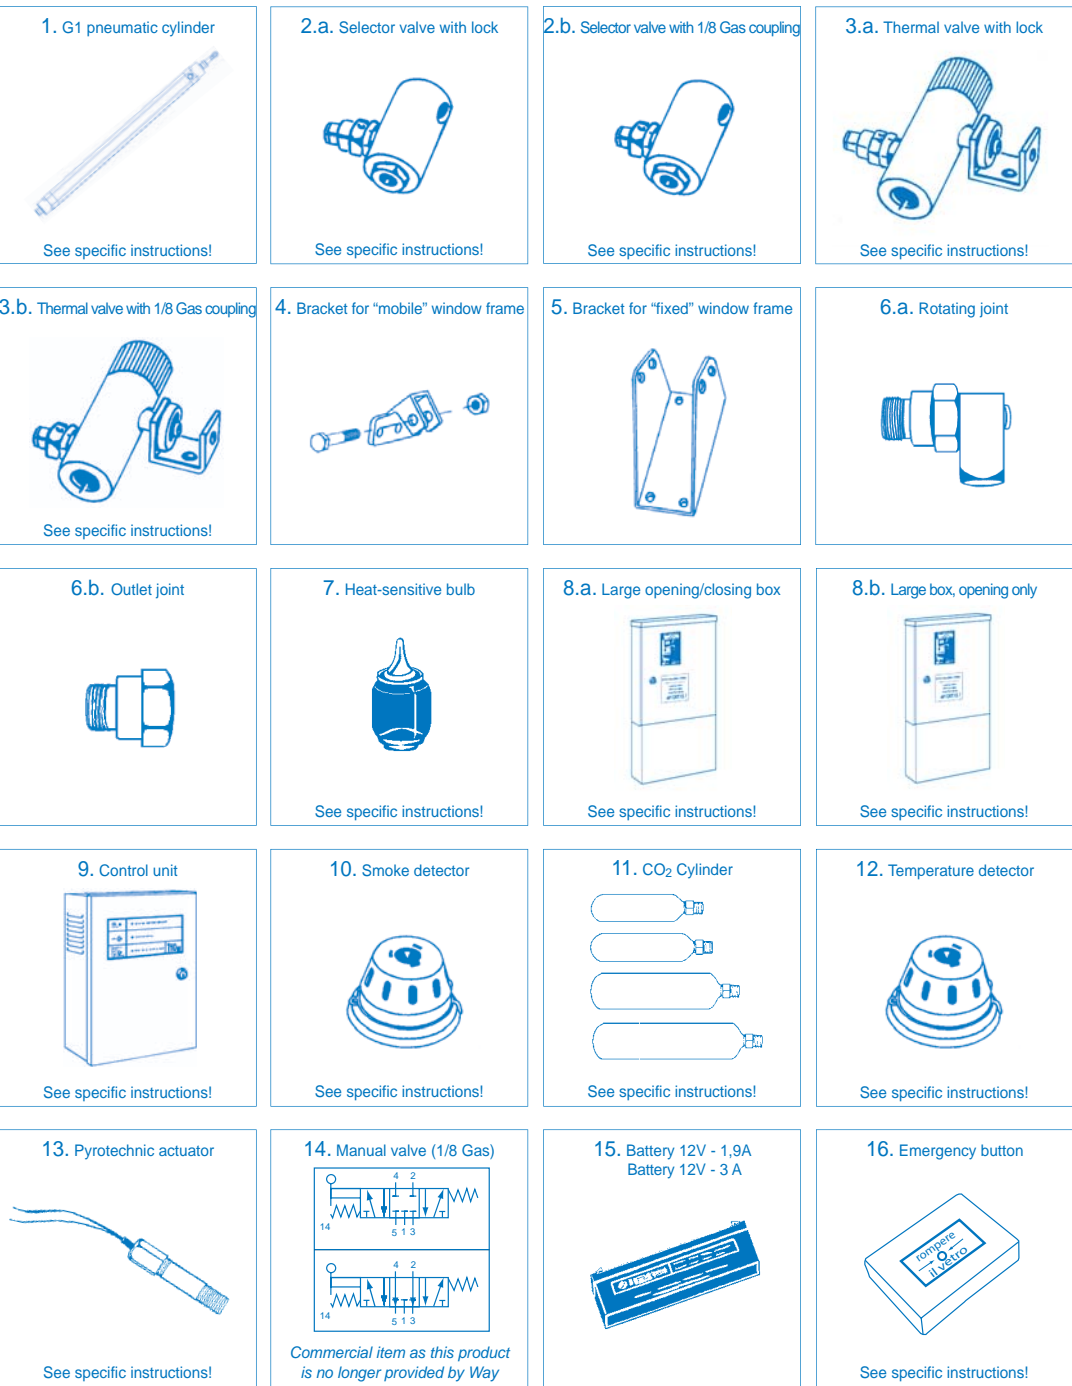 1. G1 pneumatic cylinder
See specific instructions!
2.a. Selector valve with lock
See specific instructions!
2.b. Selector valve with 1/8 Gas coupling
See specific instructions!
3.a. Thermal valve with lock
See specific instructions!
3.b. Thermal valve with 1/8 Gas coupling
See specific instructions!
4. Bracket for “mobile” window frame
5. Bracket for “fixed” window frame
6.a. Rotating joint
6.b. Outlet joint
7. Heat-sensitive bulb
See specific instructions!
8.a. Large opening/closing box
See specific instructions!
8.b. Large box, opening only
See specific instructions!
9. Control unit
See specific instructions!
10. Smoke detector
See specific instructions!
11. CO2 Cylinder
See specific instructions!
12. Temperature detector
See specific instructions!
13. Pyrotechnic actuator
See specific instructions!
14. Manual valve (1/8 Gas)
4 2
14
5 1 3
4 2
14
5 1 3
Commercial item as this product
is no longer provided by Way
15. Battery 12V - 1,9A
Battery 12V - 3 A
16. Emergency button
rompere
il vetro
See specific instructions!